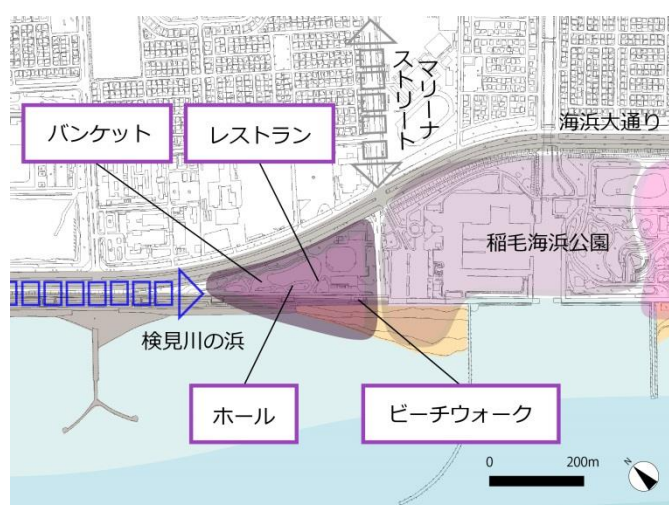 マリーナ
ストリート
海浜大通り
バンケット
レストラン
稲毛海浜公園
検見川の浜
ホール
ビーチウォーク
0 200m
N